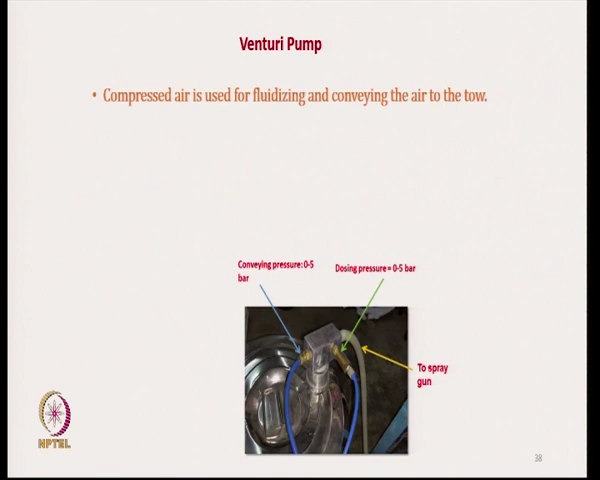 Venturi Pump
• Compressed air is used for fluidizing and conveying the air to the tow.
Conveying pressure: 0-5
bar
Dosing pressure = 0-5 bar
To spray
gun
NPTEL
38